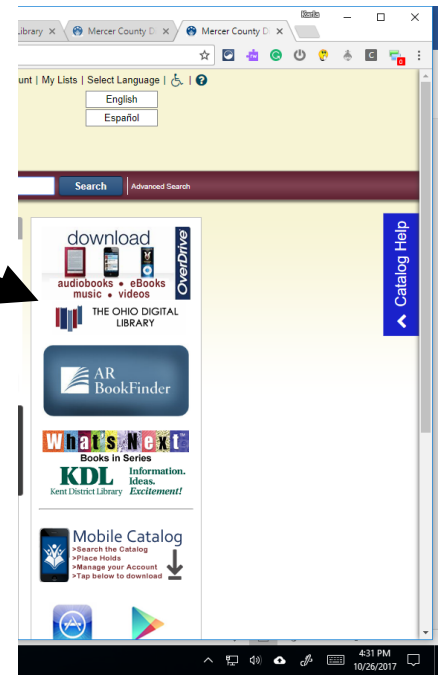 Karla
Library
Mercer County D
Mercer County D
unt | My Lists | Select Language | |
English
Español
Search
Advanced Search
download
audiobooks • eBooks
music • videos
OverDrive
THE OHIO DIGITAL
LIBRARY
Catalog Help
AR
BookFinder
What's Next™
Books in Series
KDL
Kent District Library
Information.
Ideas.
Excitement!
Mobile Catalog
>Search the Catalog
>Place Holds
>Manage your Account
>Tap below to download
4:31 PM
10/26/2017